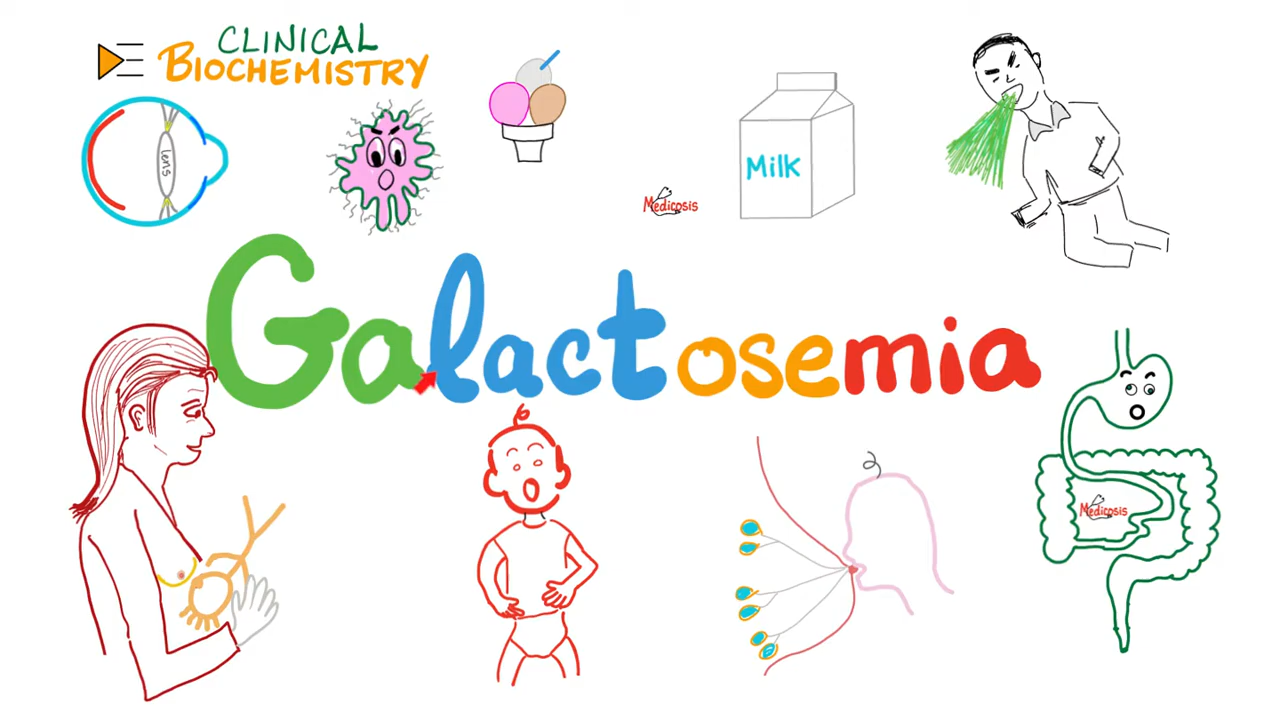 CLINICAL
BIOCHEMISTRY
lens
Medicosis
Milk
Galactosemia
Medicosis